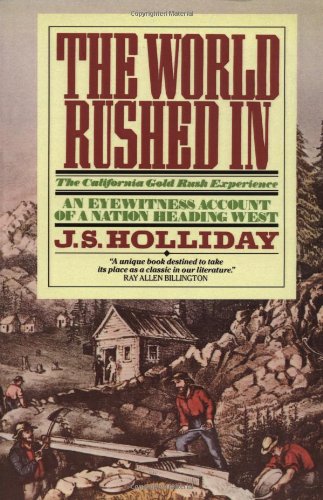 THE WORLD
RUSHED IN
The California Gold Rush Experience
AN EYEWITNESS ACCOUNT
OF A NATION HEADING WEST
J.S. HOLLIDAY
"A unique book destined to take
its place as a classic in our literature."
RAY ALLEN BILLINGTON